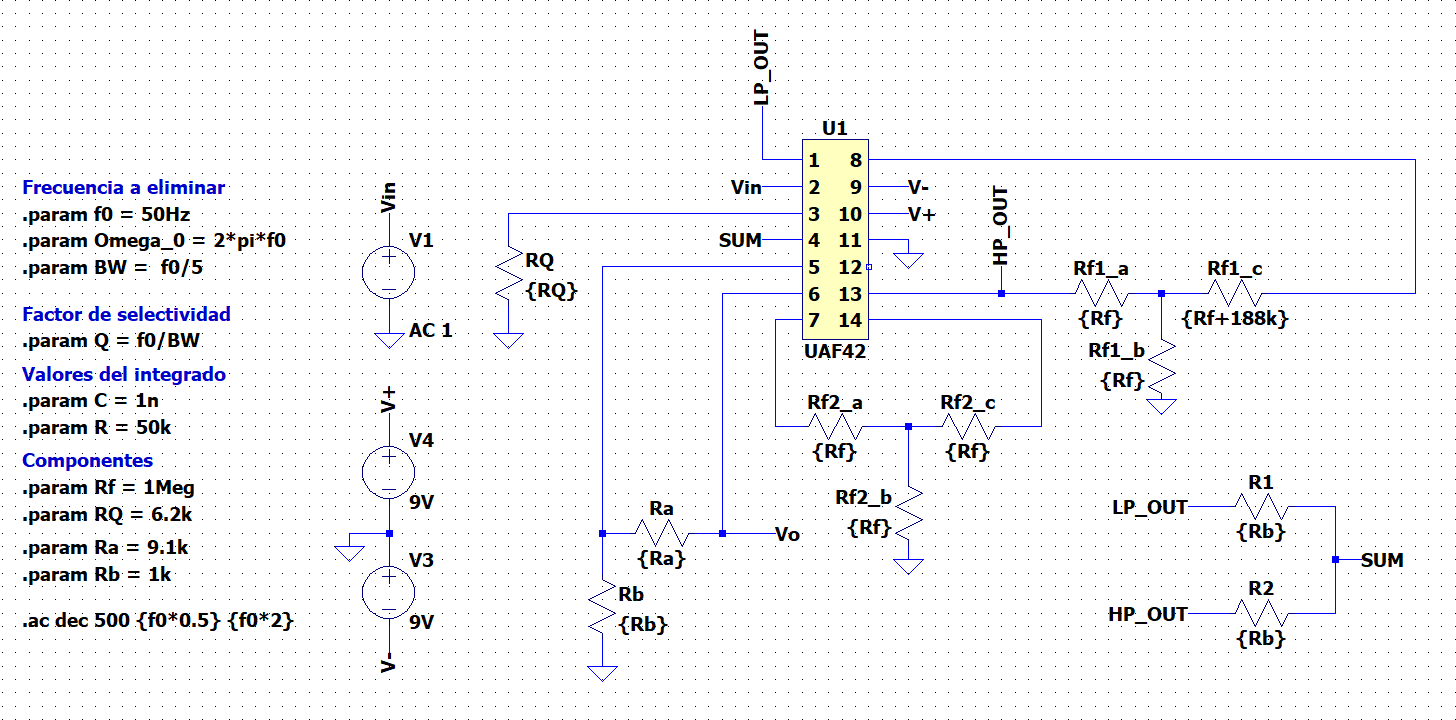 Frecuencia a eliminar
.param f0 = 50Hz
.param Omega_0 = 2*pi*f0
.param BW =  f0/5
Factor de selectividad
.param Q = f0/BW
Valores del integrado
.param C = 1n
.param R = 50k
Componentes
.param Rf = 1Meg
.param RQ = 6.2k
.param Ra = 9.1k
.param Rb = 1k
.ac dec 500 {f0*0.5} {f0*2}
Vin
V1
AC 1
V+
V4
9V
V3
9V
V-
RQ
{RQ}
LP_OUT
U1
1 8
Vin 2 9 V-
3 10 V+
SUM 4 11
5 12
6 13
7 14
UAF42
HP_OUT
Rf1_a
{Rf}
Rf1_c
{Rf+188k}
Rf1_b
{Rf}
Rf2_a
{Rf}
Rf2_c
{Rf}
Rf2_b
{Rf}
Ra
{Ra}
Vo
Rb
{Rb}
R1
LP_OUT
{Rb}
SUM
R2
HP_OUT
{Rb}